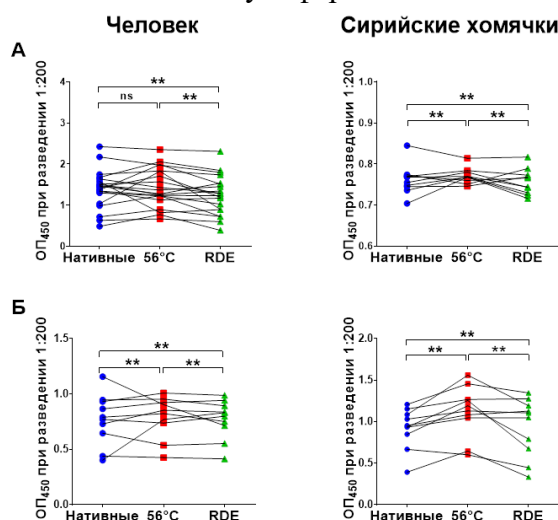 Человек
Сирийские хомячки
А
ОП450 при разведении 1:200
4
3
2
1
0
**
ns
**
Нативные 56°C RDE
ОП450 при разведении 1:200
1.0
0.9
0.8
0.7
0.6
**
**
**
Нативные 56°C RDE
Б
ОП450 при разведении 1:200
1.5
1.0
0.5
0.0
**
**
**
Нативные 56°C RDE
ОП450 при разведении 1:200
2.0
1.5
1.0
0.5
0.0
**
**
**
Нативные 56°C RDE